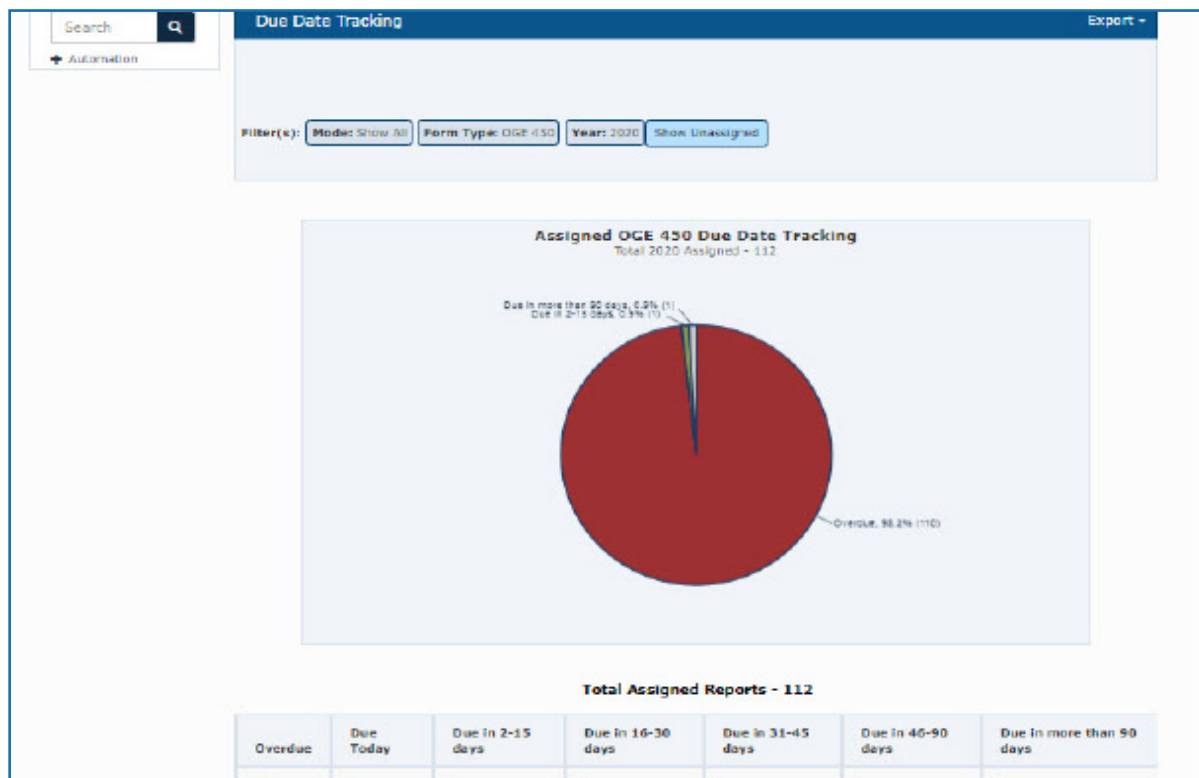 Search
Automation
Due Date Tracking
Export
Filter(s): Mode: Show All Form Type: OGE 450 Year: 2020 Show Unassigned
Assigned OGE 450 Due Date Tracking
Total 2020 Assigned - 112
Due in more than 90 days, 0.9% (1)
Due in 2-15 days, 0.9% (1)
Overdue, 98.2% (110)
Total Assigned Reports - 112
Overdue Due Today Due in 2-15 days Due in 16-30 days Due in 31-45 days Due in 46-90 days Due in more than 90 days